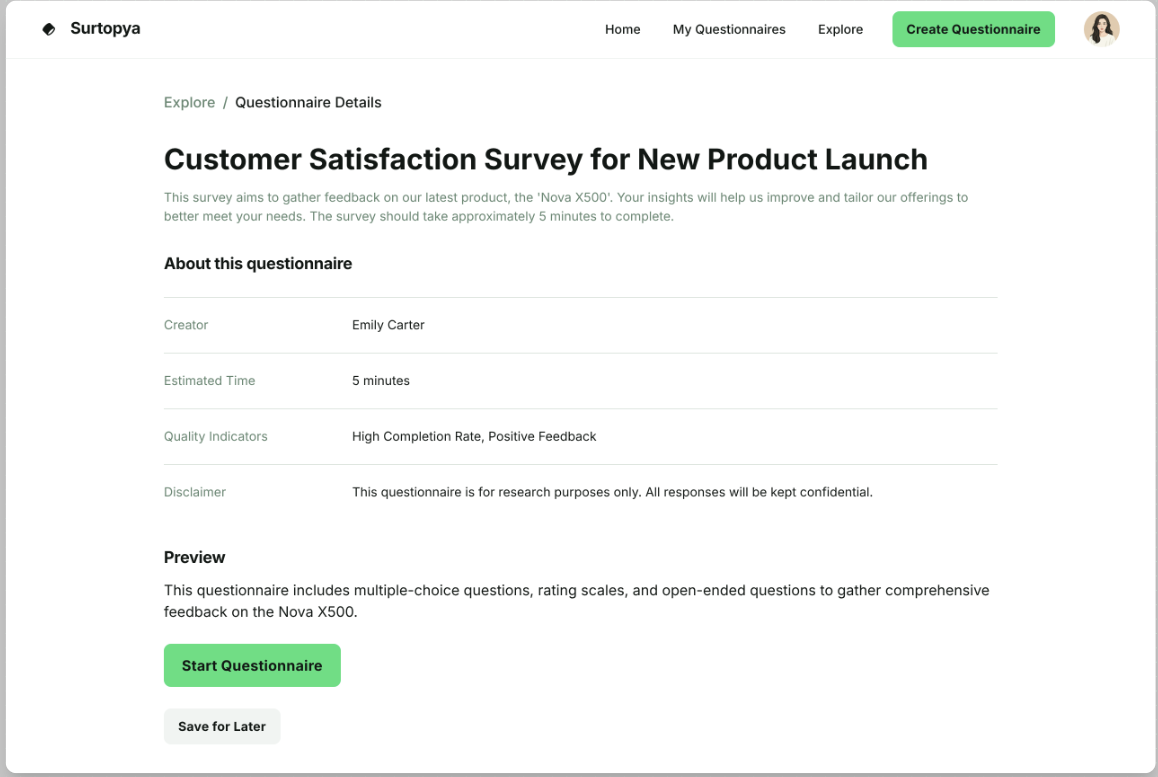 Surtopya
Home My Questionnaires Explore Create Questionnaire
Explore / Questionnaire Details
Customer Satisfaction Survey for New Product Launch
This survey aims to gather feedback on our latest product, the 'Nova X500'. Your insights will help us improve and tailor our offerings to
better meet your needs. The survey should take approximately 5 minutes to complete.
About this questionnaire
Creator Emily Carter
Estimated Time 5 minutes
Quality Indicators High Completion Rate, Positive Feedback
Disclaimer This questionnaire is for research purposes only. All responses will be kept confidential.
Preview
This questionnaire includes multiple-choice questions, rating scales, and open-ended questions to gather comprehensive
feedback on the Nova X500.
Start Questionnaire
Save for Later